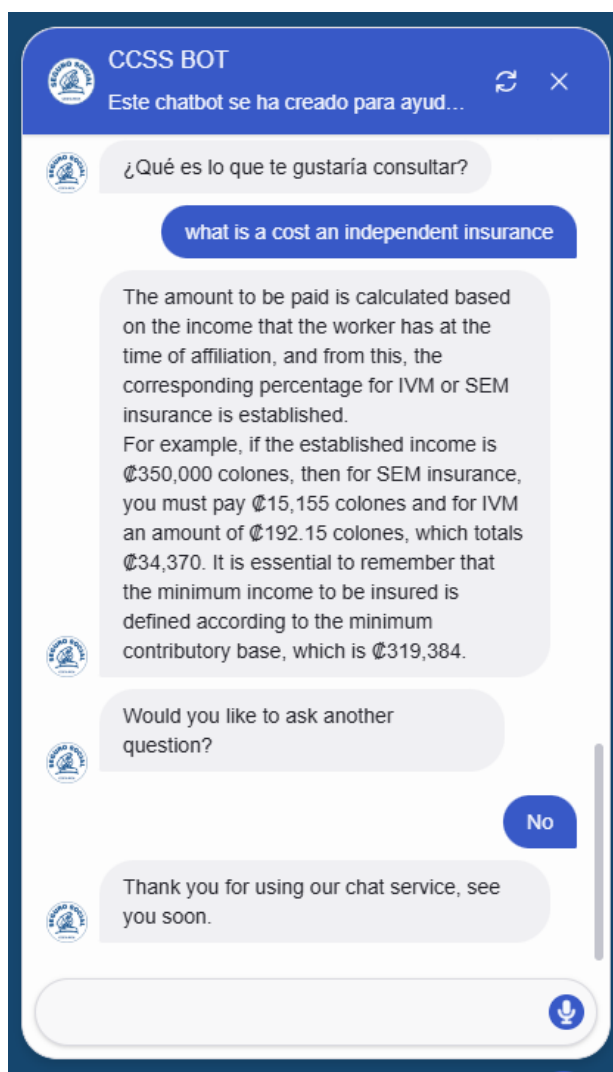 CCSS BOT
Este chatbot se ha creado para ayud...
¿Qué es lo que te gustaría consultar?
what is a cost an independent insurance
The amount to be paid is calculated based
on the income that the worker has at the
time of affiliation, and from this, the
corresponding percentage for IVM or SEM
insurance is established.
For example, if the established income is
₡350,000 colones, then for SEM insurance,
you must pay ₡15,155 colones and for IVM
an amount of ₡192.15 colones, which totals
₡34,370. It is essential to remember that
the minimum income to be insured is
defined according to the minimum
contributory base, which is ₡319,384.
Would you like to ask another
question?
No
Thank you for using our chat service, see
you soon.